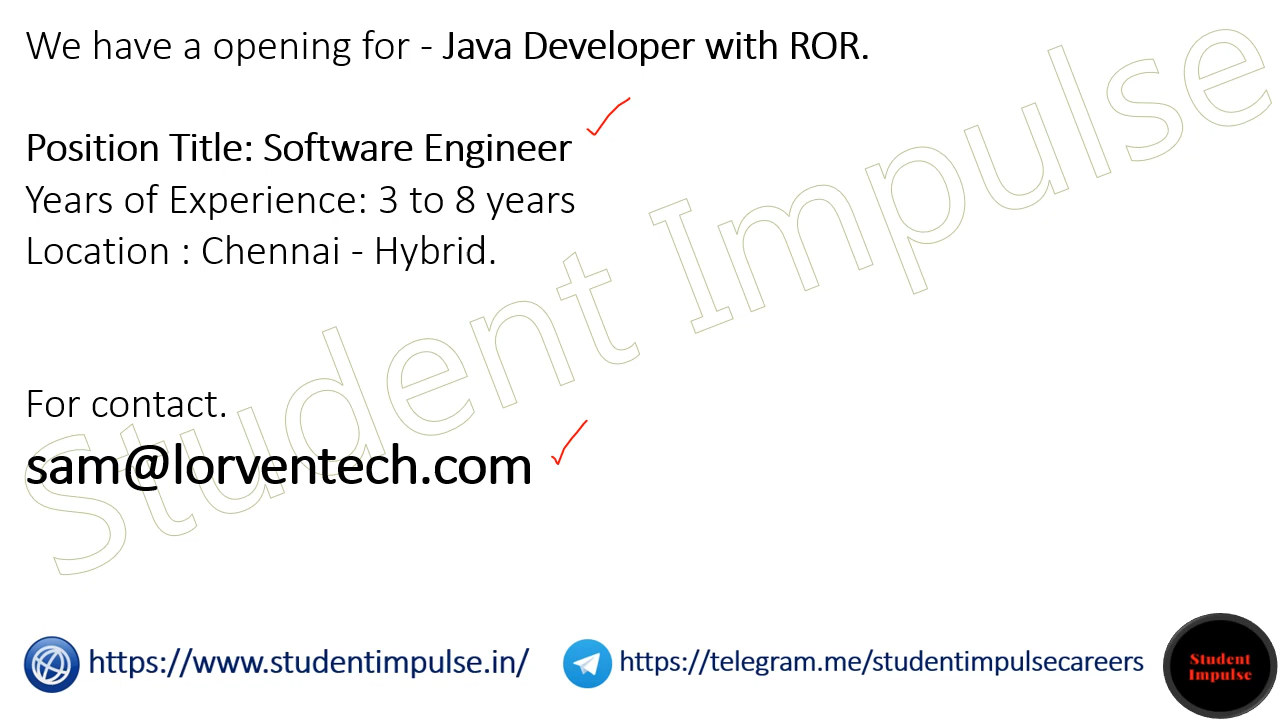 We have a opening for - Java Developer with ROR.
Position Title: Software Engineer
Years of Experience: 3 to 8 years
Location : Chennai - Hybrid.
Student Impulse
For contact.
sam@lorventech.com
https://www.studentimpulse.in/
https://telegram.me/studentimpulsecareers
Student
Impulse